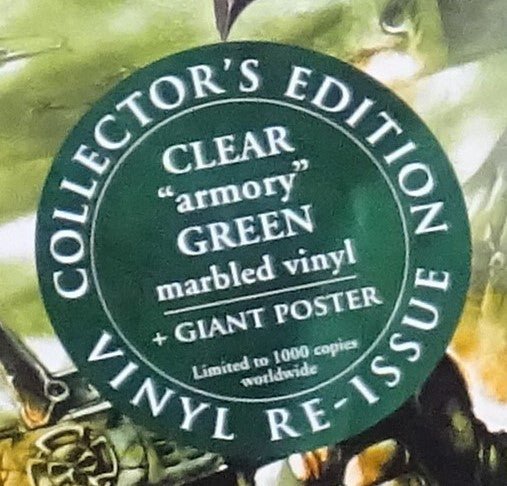 COLLECTOR'S EDITION
CLEAR
"armory"
GREEN
marbled vinyl
+ GIANT POSTER
Limited to 1000 copies
worldwide
VINYL RE-ISSUE